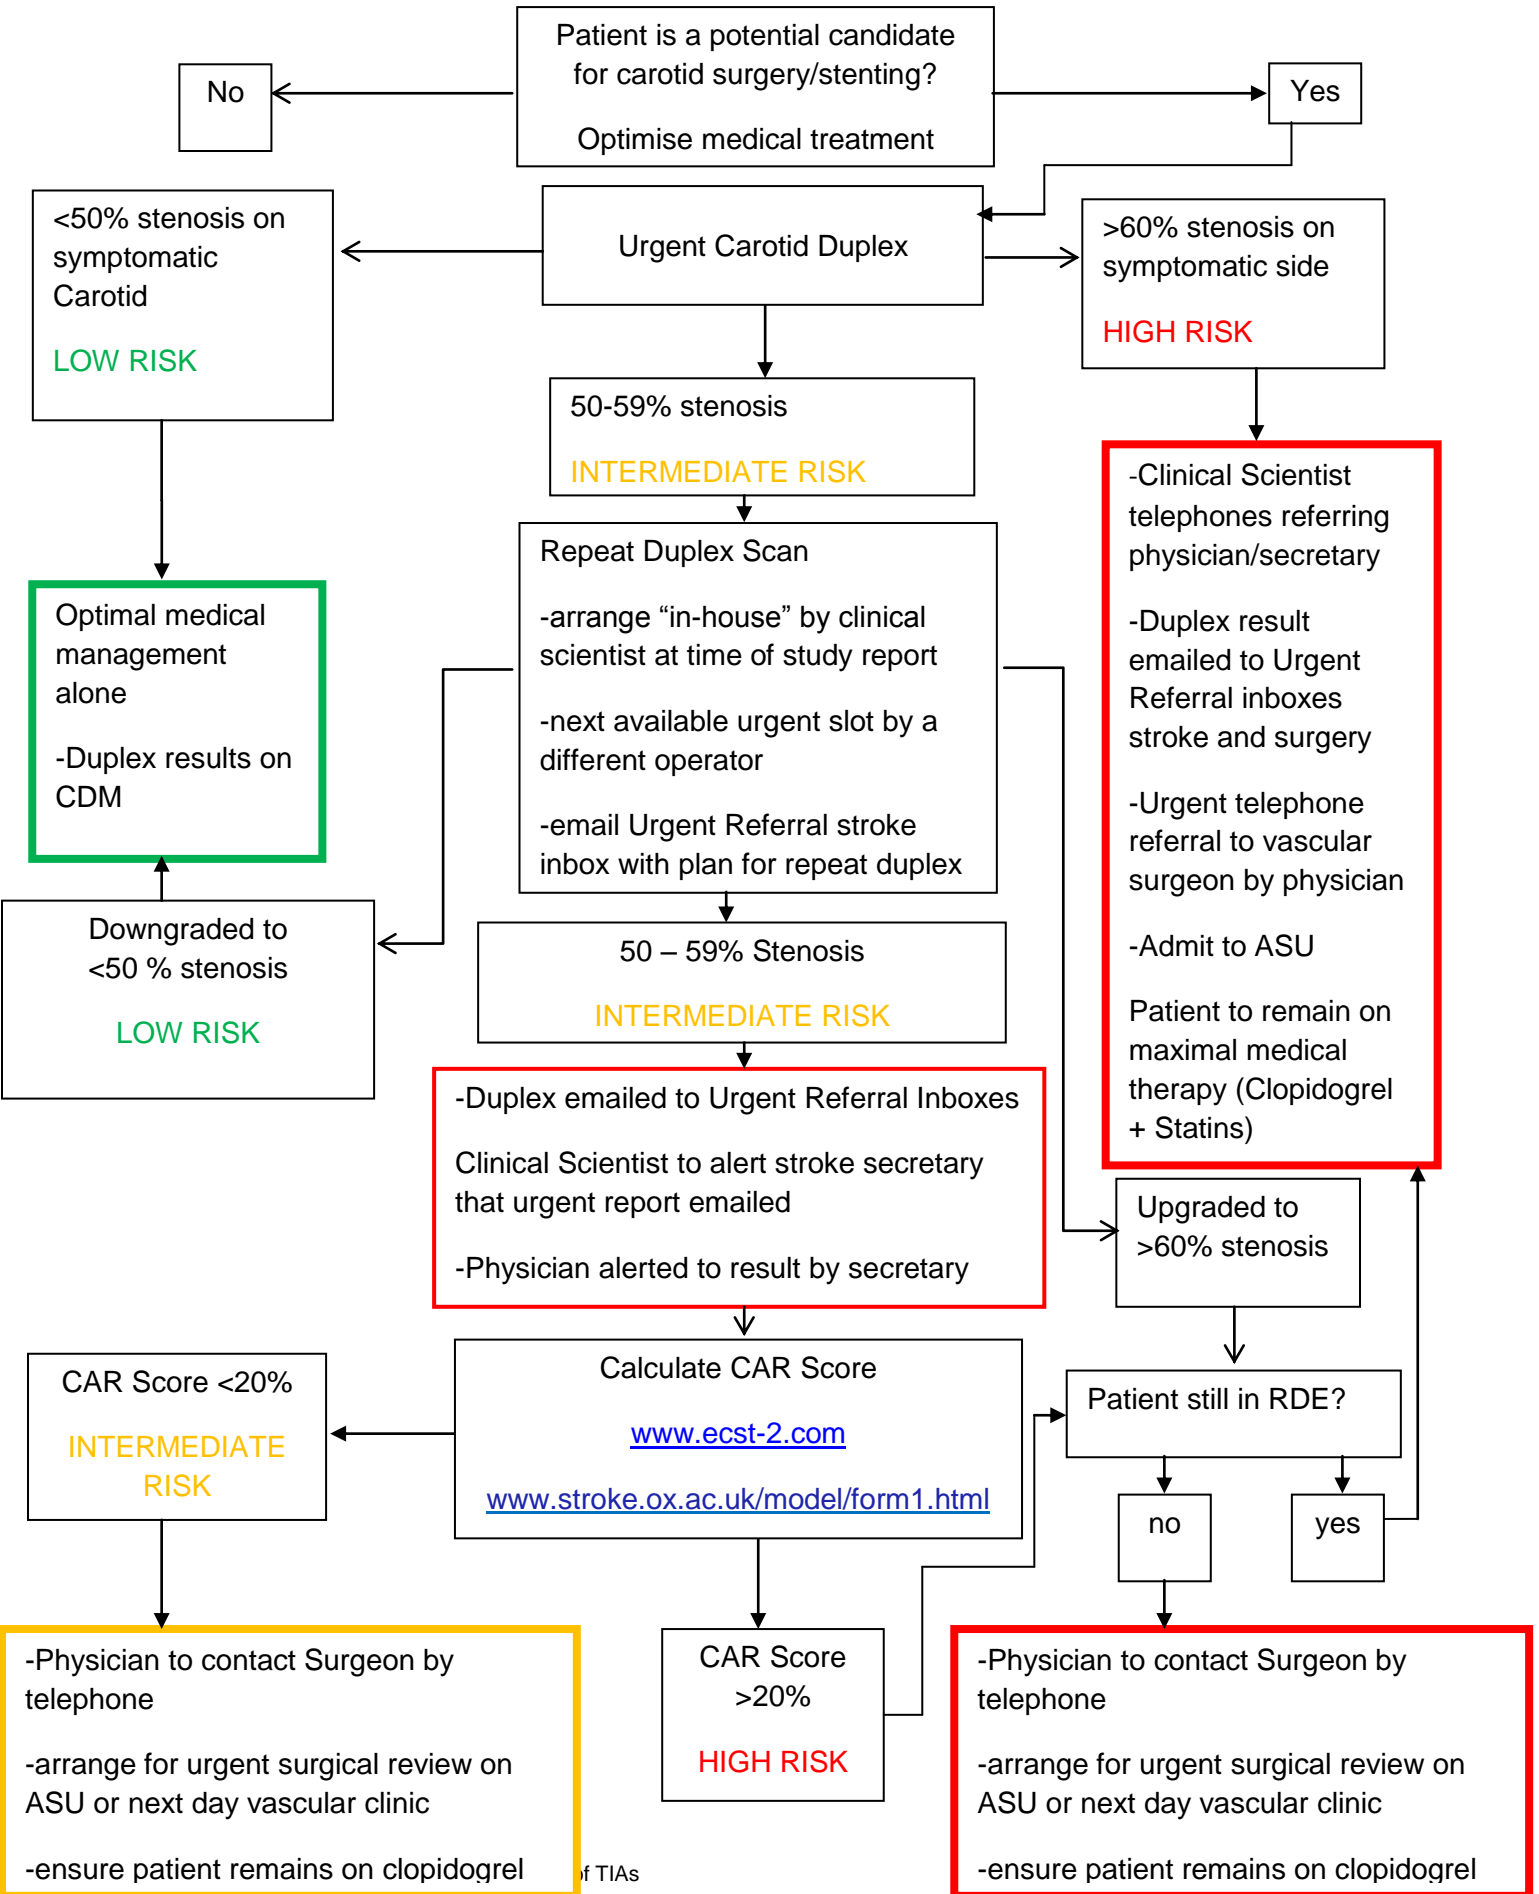 Patient is a potential candidate
for carotid surgery/stenting?
Optimise medical treatment
No
Yes
<50% stenosis on
symptomatic
Carotid
LOW RISK
Urgent Carotid Duplex
>60% stenosis on
symptomatic side
HIGH RISK
50-59% stenosis
INTERMEDIATE RISK
-Clinical Scientist
telephones referring
physician/secretary
-Duplex result
emailed to Urgent
Referral inboxes
stroke and surgery
-Urgent telephone
referral to vascular
surgeon by physician
-Admit to ASU
Patient to remain on
maximal medical
therapy (Clopidogrel
+ Statins)
Repeat Duplex Scan
-arrange “in-house” by clinical
scientist at time of study report
-next available urgent slot by a
different operator
-email Urgent Referral stroke
inbox with plan for repeat duplex
Optimal medical
management
alone
-Duplex results on
CDM
Downgraded to
<50 % stenosis
LOW RISK
50 – 59% Stenosis
INTERMEDIATE RISK
-Duplex emailed to Urgent Referral Inboxes
Clinical Scientist to alert stroke secretary
that urgent report emailed
-Physician alerted to result by secretary
Upgraded to
>60% stenosis
CAR Score <20%
INTERMEDIATE
RISK
Calculate CAR Score
www.ecst-2.com
www.stroke.ox.ac.uk/model/form1.html
Patient still in RDE?
no
yes
-Physician to contact Surgeon by
telephone
-arrange for urgent surgical review on
ASU or next day vascular clinic
-ensure patient remains on clopidogrel
CAR Score
>20%
HIGH RISK
-Physician to contact Surgeon by
telephone
-arrange for urgent surgical review on
ASU or next day vascular clinic
-ensure patient remains on clopidogrel
of TIAs